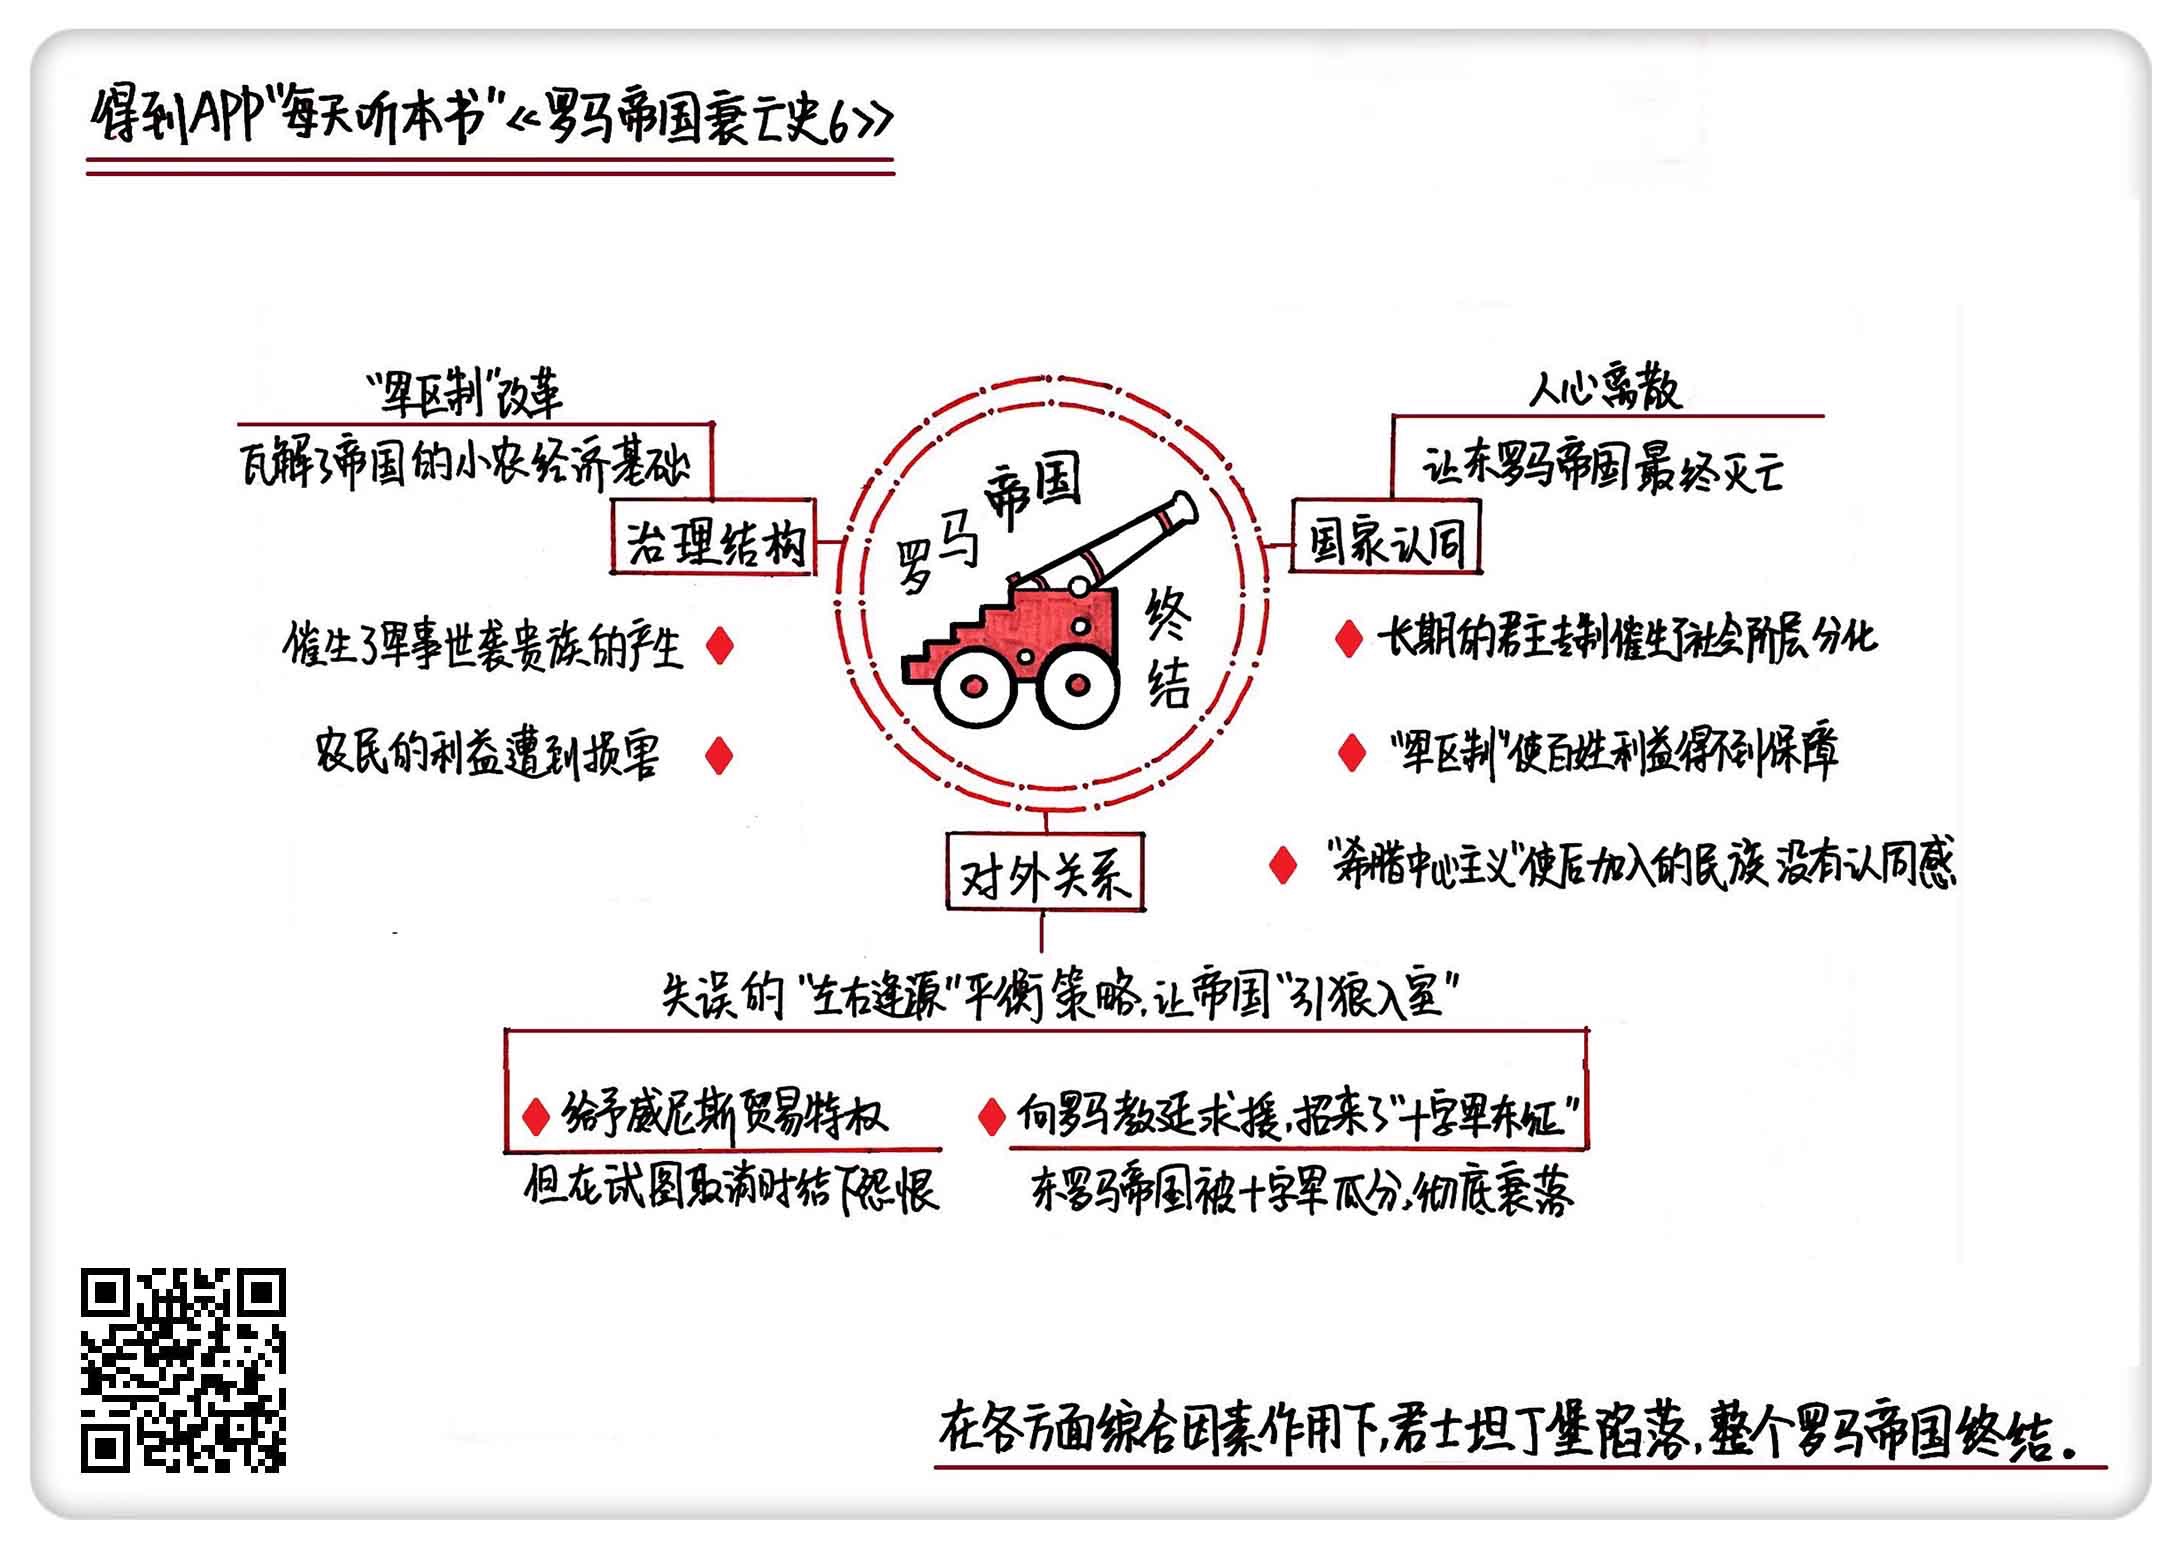 得到APP“每天听本书”《罗马帝国衰亡史6》
“军区制”改革
瓦解了帝国的小农经济基础
治理结构
催生了军事世袭贵族的产生
农民的利益遭到损害
罗马帝国
终结
人心离散
让东罗马帝国最终灭亡
国家认同
长期的君主专制催生了社会阶层分化
“军区制”使百姓利益得不到保障
“希腊中心主义”使后加入的民族没有认同感
对外关系
失误的“左右逢源”平衡策略,让帝国“引狼入室”
给予威尼斯贸易特权
但在试图取消时结下怨恨
向罗马教廷求援,招来了“十字军东征”
东罗马帝国被十字军瓜分,彻底衰落
在各方面综合因素作用下,君士坦丁堡陷落,整个罗马帝国终结。